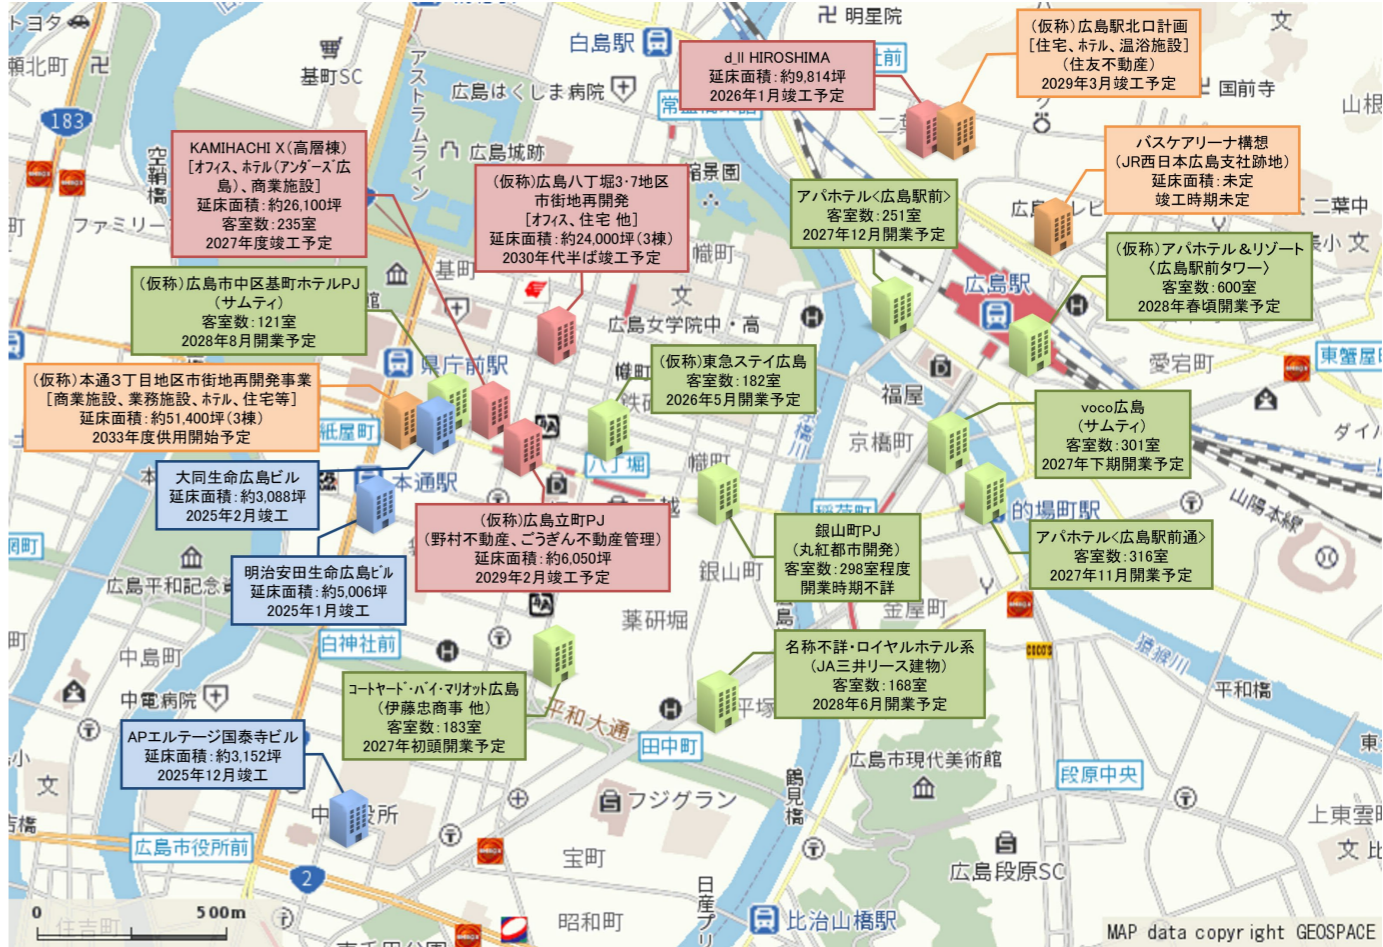 トヨタ
瀬北町
183
基町SC
アストラムライン
白島駅
広島はくしま病院
広島城跡
明星院
国前寺
山根
二葉中
空鞘橋
ファミリー
d_II HIROSHIMA
延床面積：約9,814坪
2026年1月竣工予定
(仮称)広島駅北口計画
[住宅、ホテル、温浴施設]
(住友不動産)
2029年3月竣工予定
バスケアリーナ構想
(JR西日本広島支社跡地)
延床面積：未定
竣工時期未定
KAMIHACHI X(高層棟)
[オフィス、ホテル(アンダーズ広
島)、商業施設]
延床面積：約26,100坪
客室数：235室
2027年度竣工予定
(仮称)広島八丁堀3・7地区
市街地再開発
[オフィス、住宅 他]
延床面積：約24,000坪(3棟)
2030年代半ば竣工予定
アパホテル<広島駅前>
客室数：251室
2027年12月開業予定
(仮称)アパホテル＆リゾート
〈広島駅前タワー〉
客室数：600室
2028年春頃開業予定
(仮称)広島市中区基町ホテルPJ
(サムティ)
客室数：121室
2028年8月開業予定
基町
幟町
広島女学院中・高
広島駅
愛宕町
東蟹屋町
県庁前駅
(仮称)東急ステイ広島
客室数：182室
2026年5月開業予定
福屋
京橋町
(仮称)本通3丁目地区市街地再開発事業
[商業施設、業務施設、ホテル、住宅等]
延床面積：約51,400坪(3棟)
2033年度供用開始予定
紙屋町
八丁堀
幟町
voco広島
(サムティ)
客室数：301室
2027年下期開業予定
大同生命広島ビル
延床面積：約3,088坪
2025年2月竣工
本通駅
的場町駅
山陽本線
(仮称)広島立町PJ
(野村不動産、ごうぎん不動産管理)
延床面積：約6,050坪
2029年2月竣工予定
銀山町PJ
(丸紅都市開発)
客室数：298室程度
開業時期不詳
アパホテル<広島駅前通>
客室数：316室
2027年11月開業予定
明治安田生命広島ビル
延床面積：約5,006坪
2025年1月竣工
広島平和記念資
銀山町
薬研堀
金屋町
白神社前
中島町
中電病院
猿猴川
平和橋
名称不詳・ロイヤルホテル系
(JA三井リース建物)
客室数：168室
2028年6月開業予定
コートヤード・バイ・マリオット広島
(伊藤忠商事 他)
客室数：183室
2027年初頭開業予定
平和大通
平塚
田中町
APエルテージ国泰寺ビル
延床面積：約3,152坪
2025年12月竣工
広島市現代美術館
段原中央
鶴見橋
フジグラン
上東雲町
広島市役所前
宝町
広島段原SC
2
0
500m
住吉町
昭和町
比治山橋駅
MAP data copyright GEOSPACE